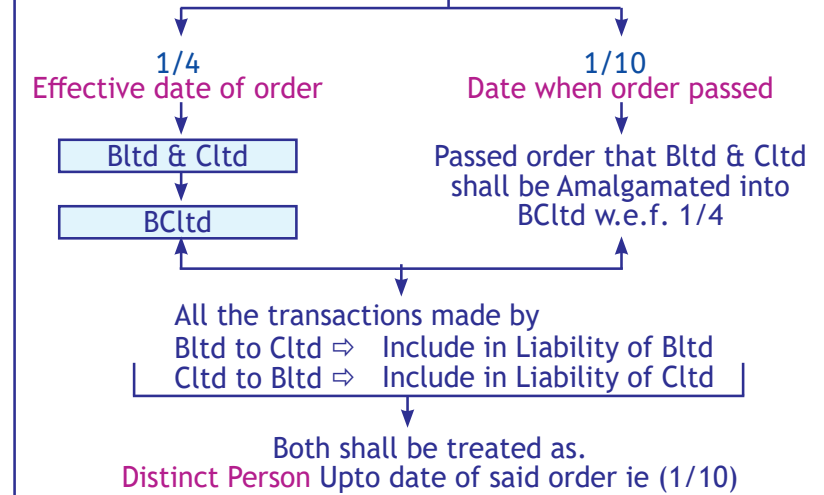 1/4
Effective date of order
Bltd & Cltd
BCltd
1/10
Date when order passed
Passed order that Bltd & Cltd
shall be Amalgamated into
BCltd w.e.f. 1/4
All the transactions made by
Bltd to Cltd ⇨ Include in Liability of Bltd
Cltd to Bltd ⇨ Include in Liability of Cltd
Both shall be treated as.
Distinct Person Upto date of said order ie (1/10)